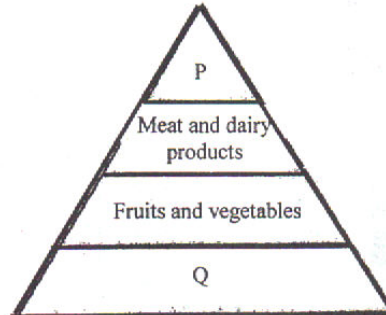 P
Meat and dairy
products
Fruits and vegetables
Q